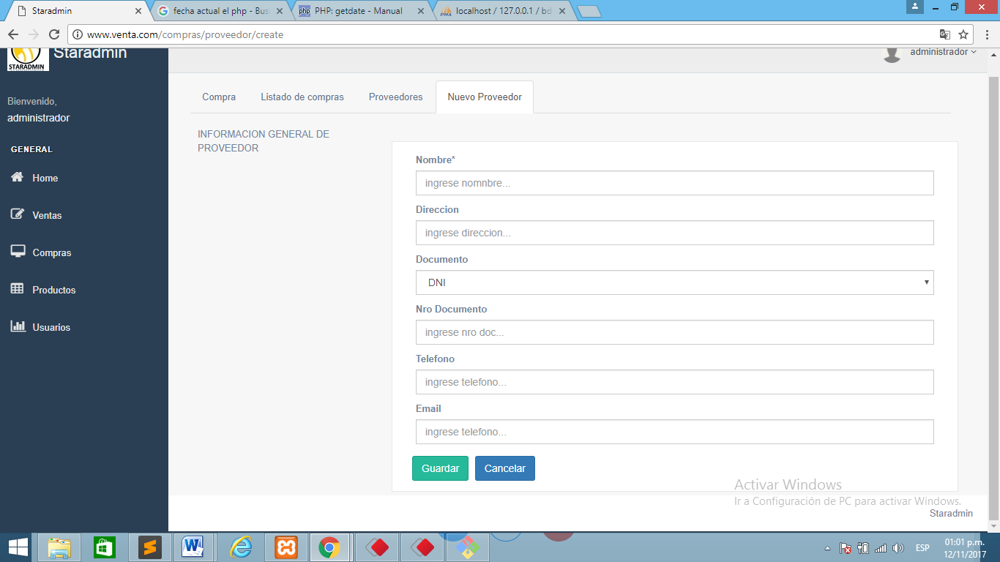 Staradmin
fecha actual el php - Bus
PHP: getdate - Manual
localhost / 127.0.0.1 / bd
www.venta.com/compras/proveedor/create
STARADMIN
Staradmin
administrador
Bienvenido,
administrador
GENERAL
Home
Ventas
Compras
Productos
Usuarios
Compra
Listado de compras
Proveedores
Nuevo Proveedor
INFORMACION GENERAL DE
PROVEEDOR
Nombre*
ingrese nomnbre...
Direccion
ingrese direccion...
Documento
DNI
Nro Documento
ingrese nro doc...
Telefono
ingrese telefono...
Email
ingrese telefono...
Guardar
Cancelar
Activar Windows
Ir a Configuración de PC para activar Windows.
Staradmin
ESP
01:01 p.m.
12/11/2017